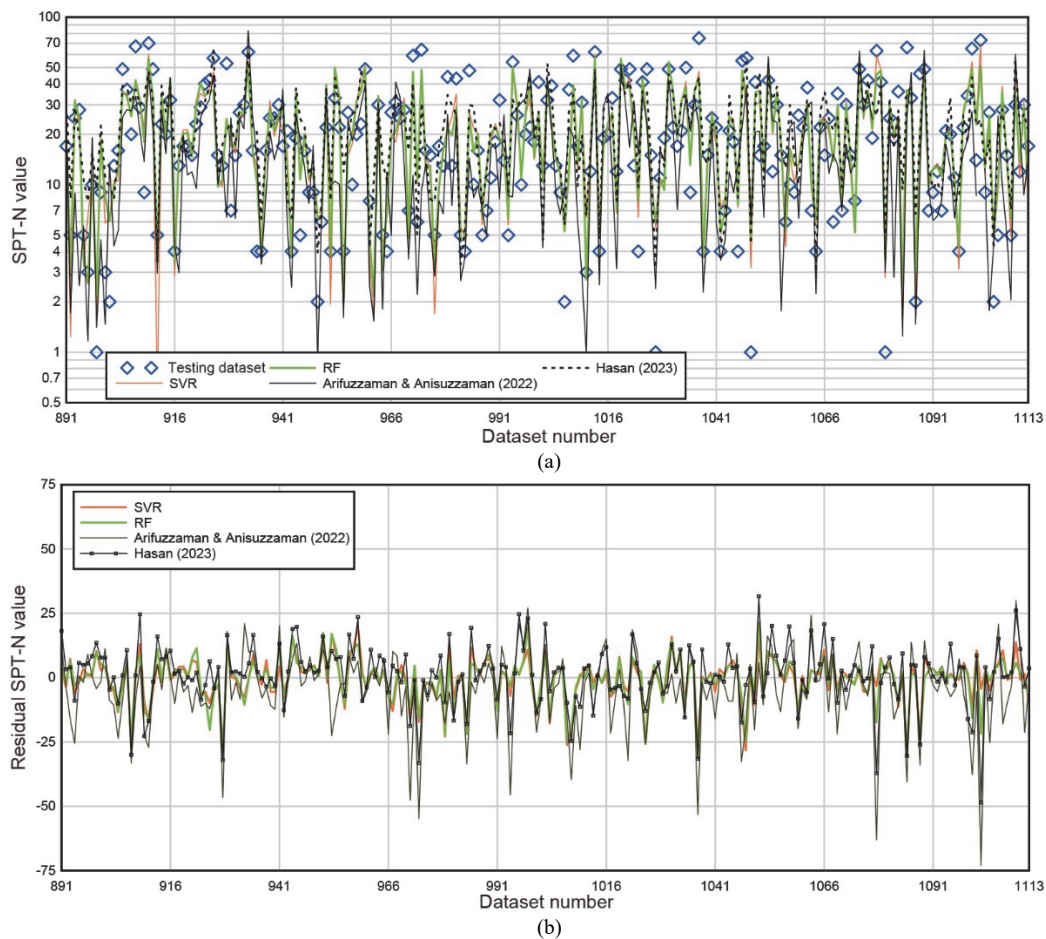 (a)
SPT-N value
100
70
50
40
30
20
10
7
5
4
3
2
1
0.7
0.5
Testing dataset
RF
Hasan (2023)
SVR
Arifuzzaman & Anisuzzaman (2022)
891 916 941 966 991 1016 1041 1066 1091 1113
Dataset number
(a)
Residual SPT-N value
75
50
25
0
-25
-50
-75
SVR
RF
Arifuzzaman & Anisuzzaman (2022)
Hasan (2023)
891 916 941 966 991 1016 1041 1066 1091 1113
Dataset number
(b)